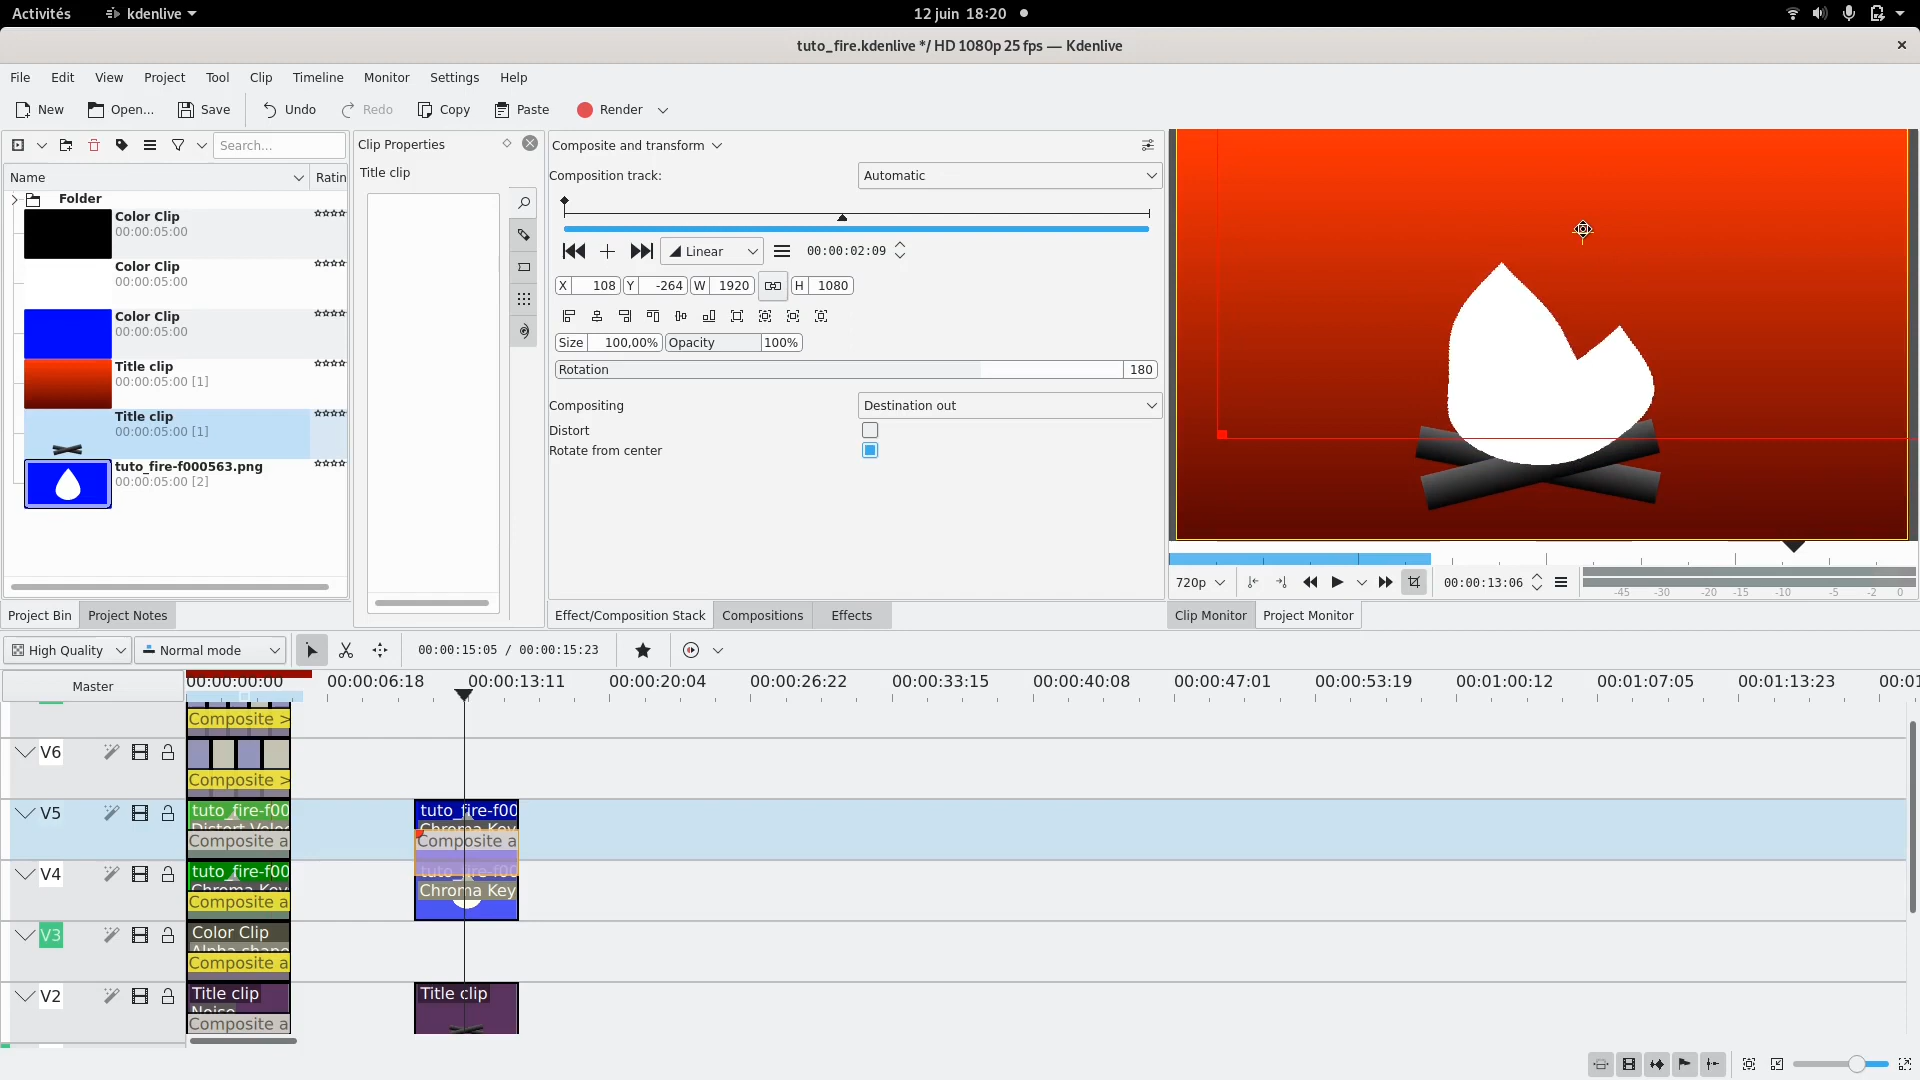 Activités
kdenlive
12 juin 18:20
tuto_fire.kdenlive */ HD 1080p 25 fps — Kdenlive
File Edit View Project Tool Clip Timeline Monitor Settings Help
New Open... Save Undo Redo Copy Paste Render
Search...
Name Ratin
Folder
Color Clip
00:00:05:00
Color Clip
00:00:05:00
Color Clip
00:00:05:00
Title clip
00:00:05:00 [1]
Title clip
00:00:05:00 [1]
tuto_fire-f000563.png
00:00:05:00 [2]
Project Bin Project Notes
Clip Properties
Title clip
Composite and transform
Composition track: Automatic
Linear 00:00:02:09
X 108 Y -264 W 1920 H 1080
Size 100,00% Opacity 100%
Rotation 180
Compositing Destination out
Distort
Rotate from center
Effect/Composition Stack Compositions Effects
720p 00:00:13:06
-45 -30 -20 -15 -10 -5 -2 0
Clip Monitor Project Monitor
High Quality Normal mode 00:00:15:05 / 00:00:15:23
Master
00:00:00:00 00:00:06:18 00:00:13:11 00:00:20:04 00:00:26:22 00:00:33:15 00:00:40:08 00:00:47:01 00:00:53:19 00:01:00:12 00:01:07:05 00:01:13:23 00:0
Composite >
V6
Composite >
V5 tuto_fire-f00 tuto_fire-f00
Distort Velo Chroma Key
Composite a Composite a
V4 tuto_fire-f00 tuto_fire-f00
Chroma Key Chroma Key
Composite a
V3 Color Clip
Alpha shape
Composite a
V2 Title clip Title clip
Noise
Composite a